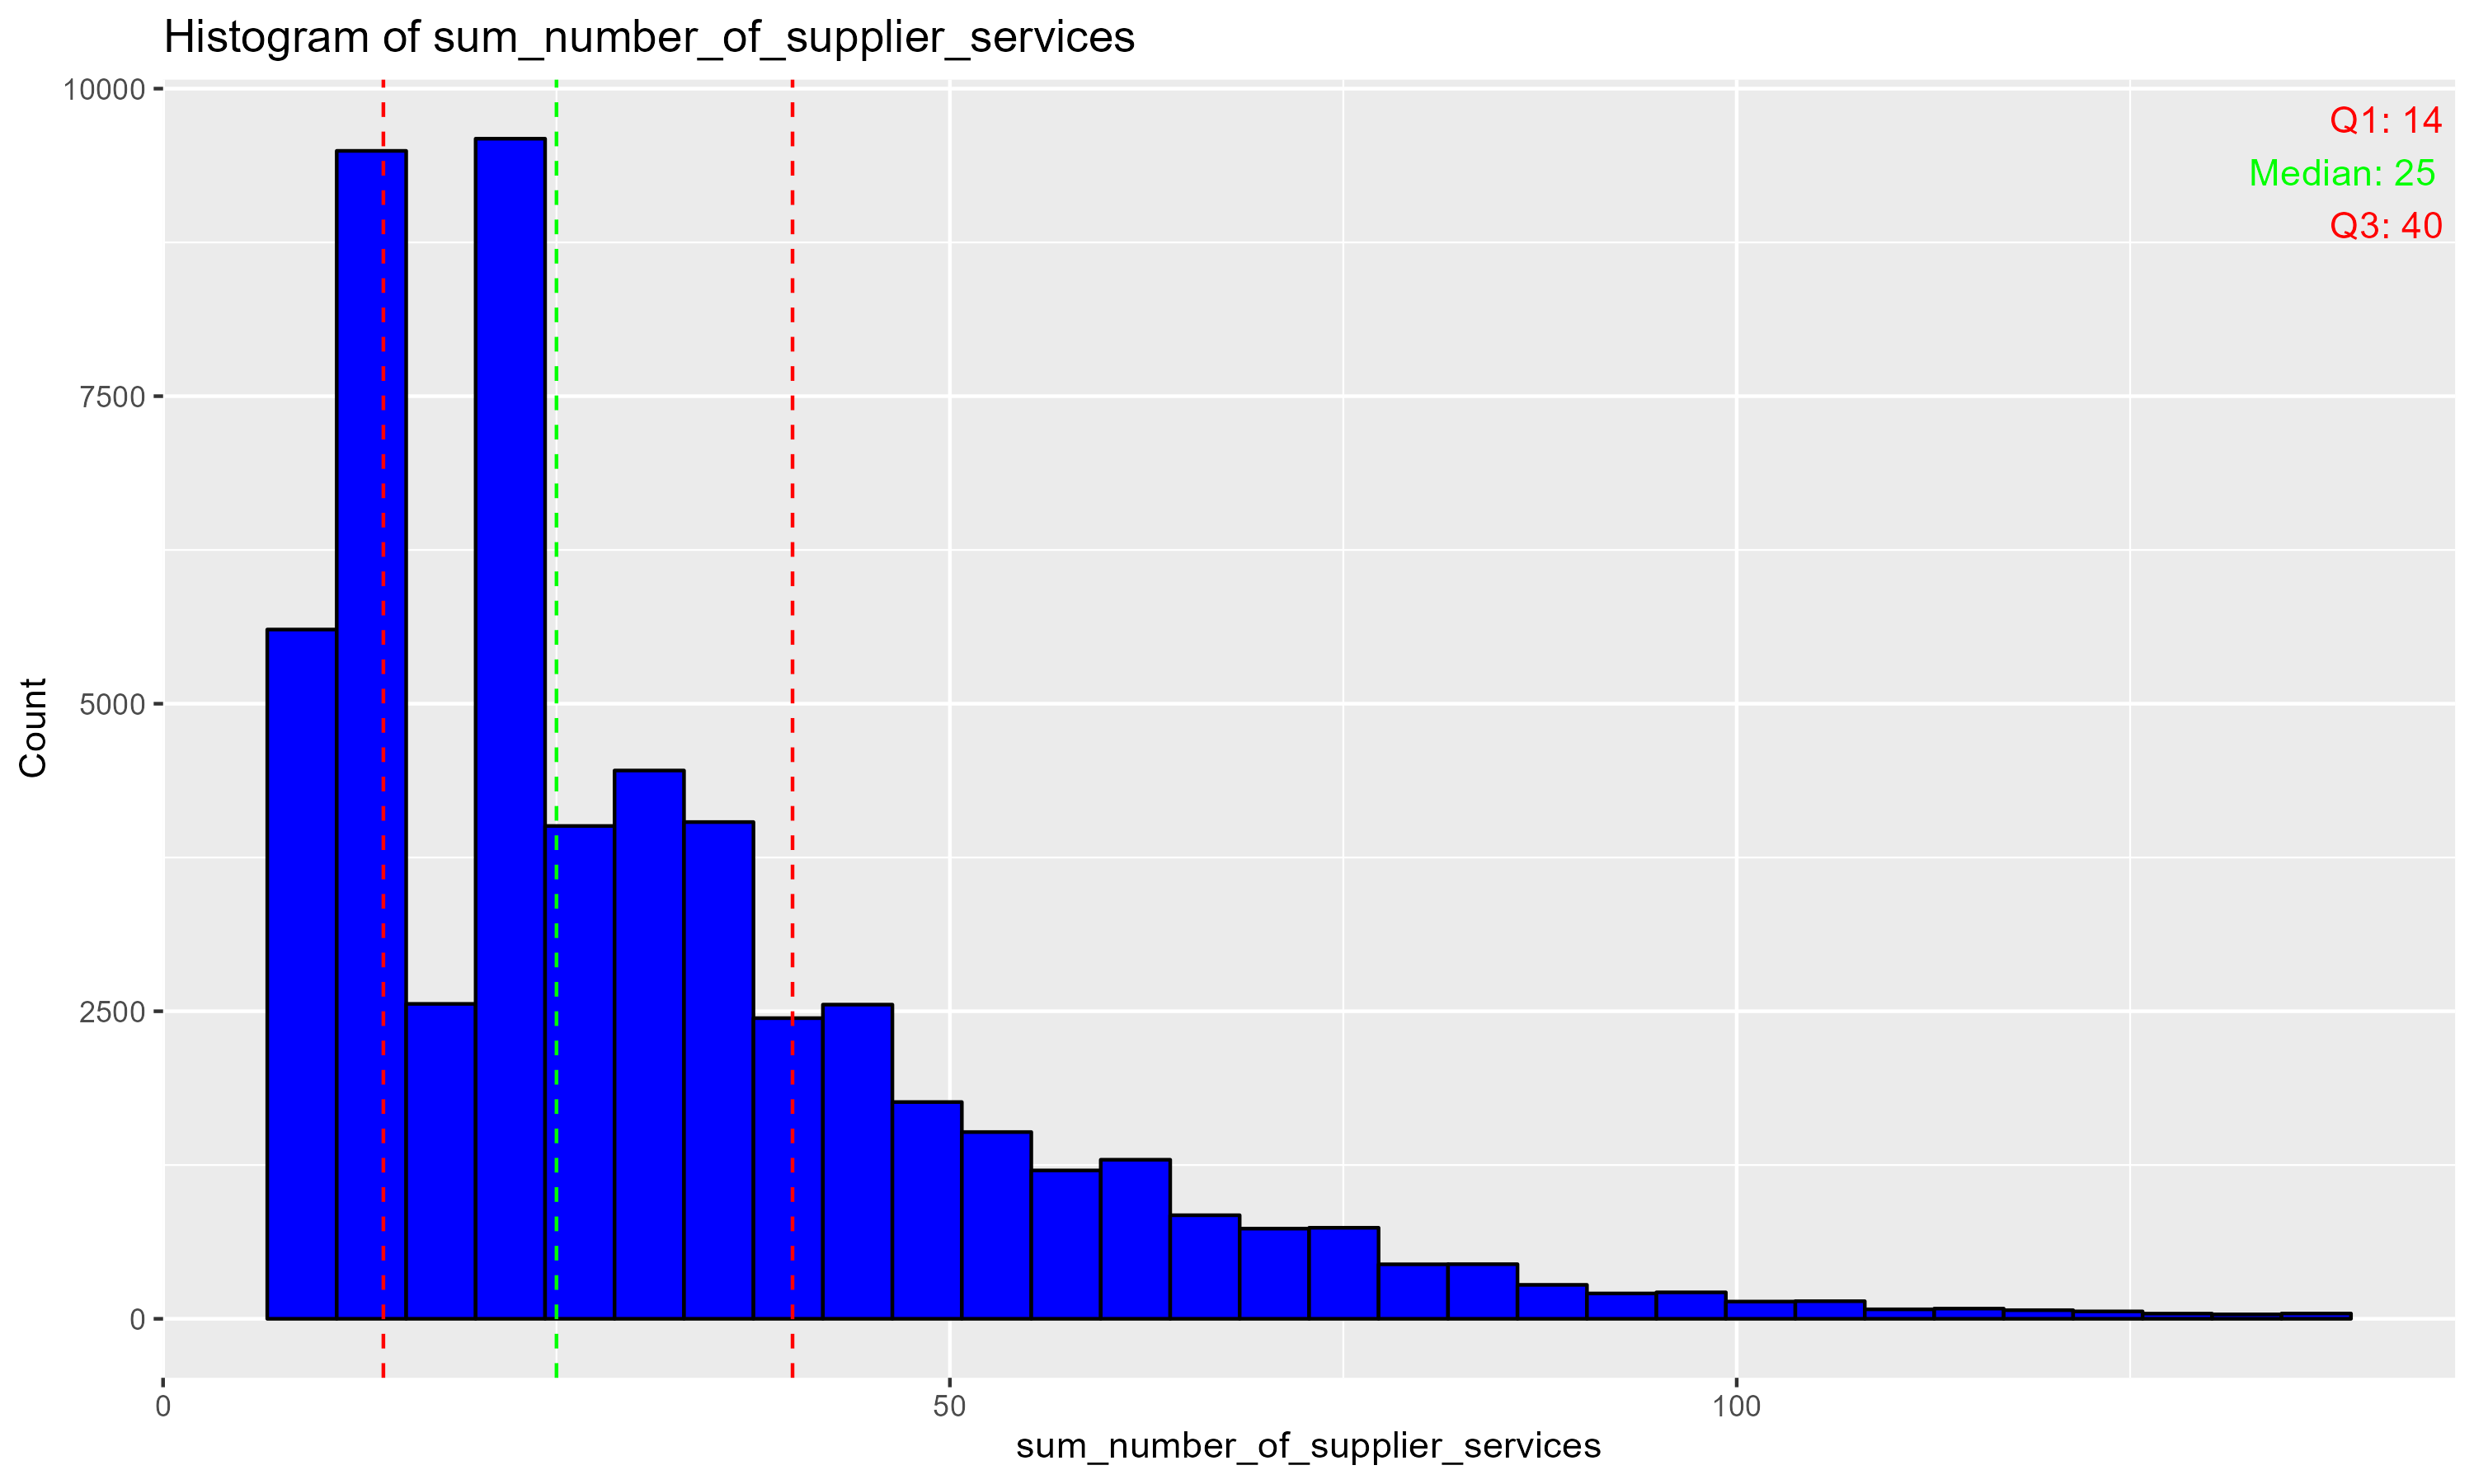 Histogram of sum_number_of_supplier_services
10000
7500
5000
2500
0
Count
Q1: 14
Median: 25
Q3: 40
0
50
100
sum_number_of_supplier_services